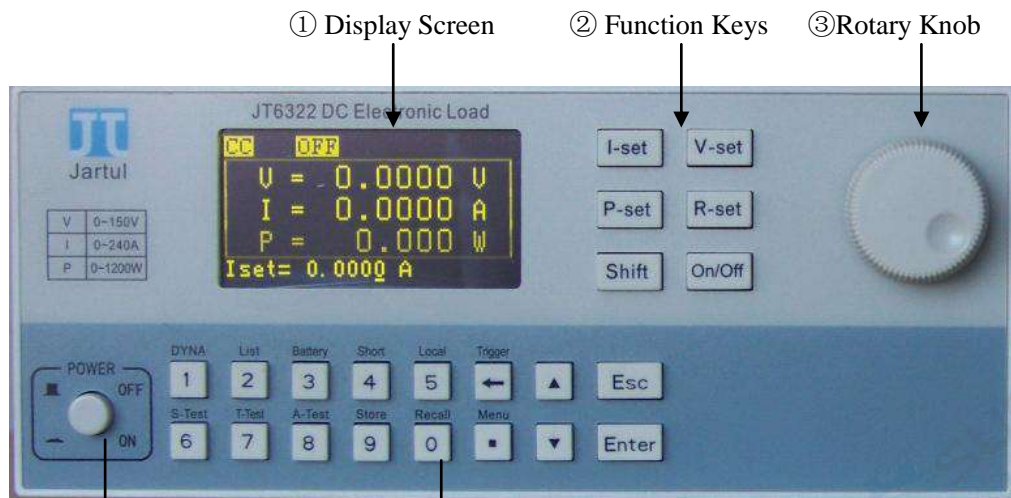 ① Display Screen ② Function Keys ③Rotary Knob
JT6322 DC Electronic Load
JT
Jartul
V 0~150V
I 0~240A
P 0~1200W
CC OFF
V = 0.0000 V
I = 0.0000 A
P = 0.000 W
Iset= 0.0000 A
I-set V-set
P-set R-set
Shift On/Off
POWER
OFF
ON
DYNA List Battery Short Local Trigger
1 2 3 4 5 ← ▲ Esc
S-Test T-Test A-Test Store Recall Menu
6 7 8 9 0 ▪ ▼ Enter